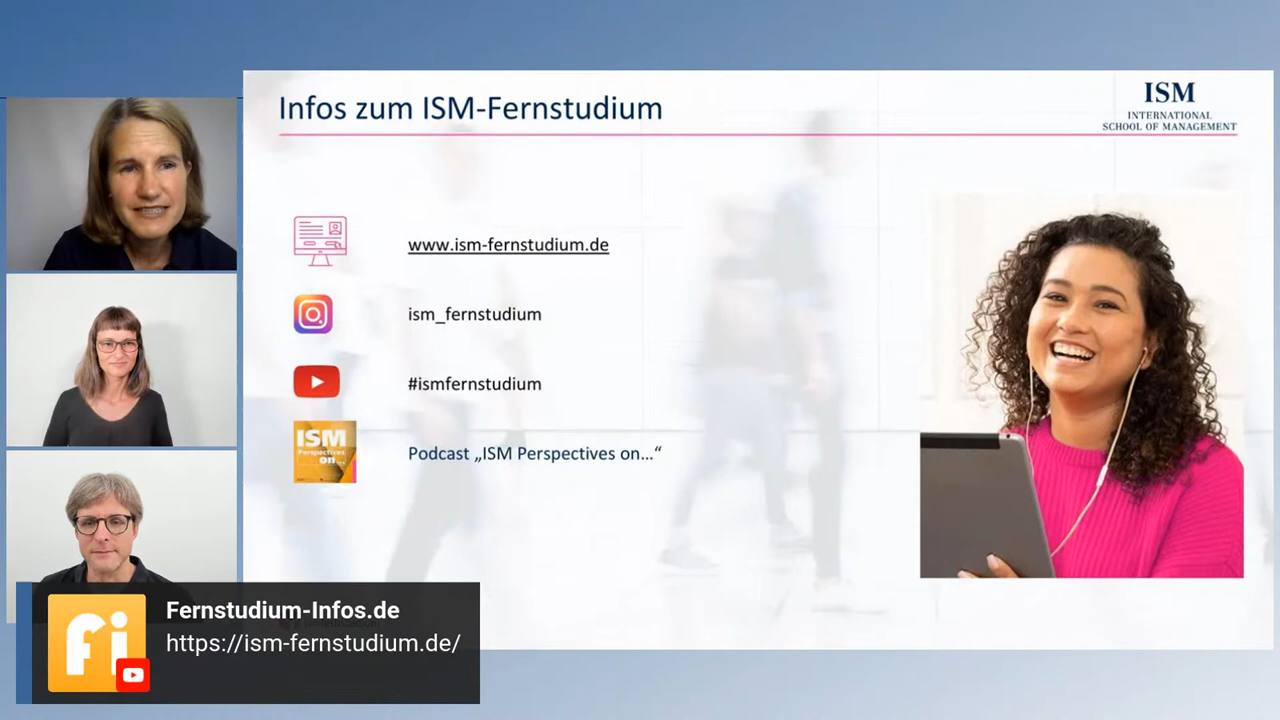 Infos zum ISM-Fernstudium
ISM
INTERNATIONAL
SCHOOL OF MANAGEMENT
www.ism-fernstudium.de
ism_fernstudium
#ismfernstudium
ISM
Perspectives
on...
Podcast „ISM Perspectives on...“
fi
Fernstudium-Infos.de
https://ism-fernstudium.de/